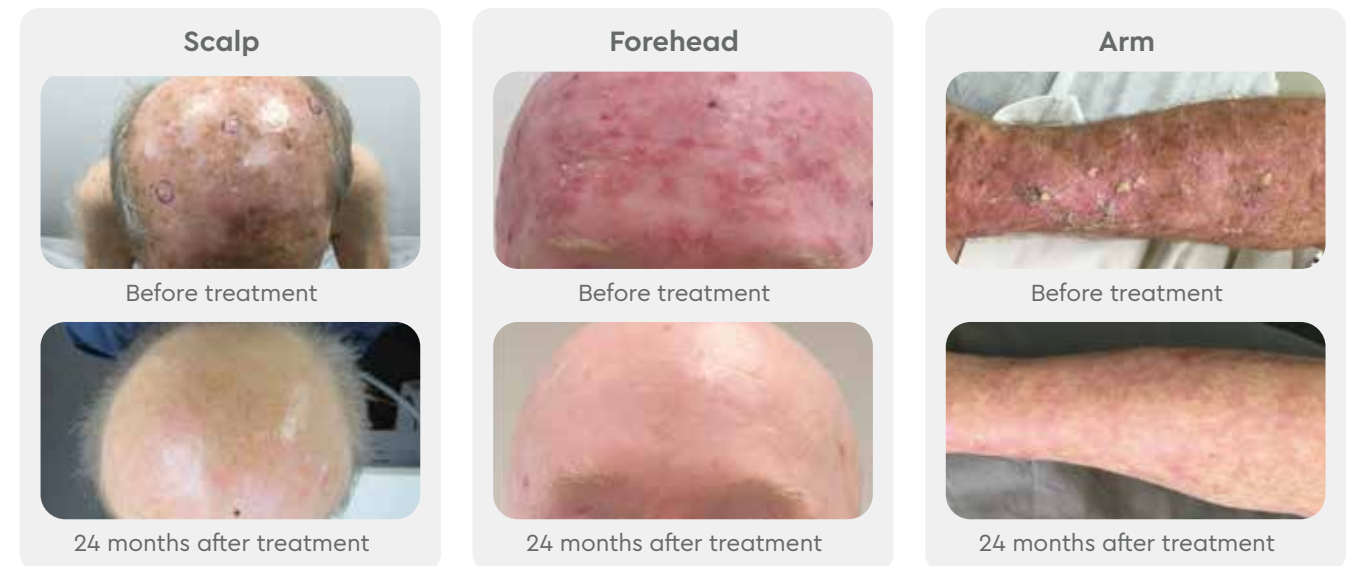 Scalp
Before treatment
24 months after treatment
Forehead
Before treatment
24 months after treatment
Arm
Before treatment
24 months after treatment